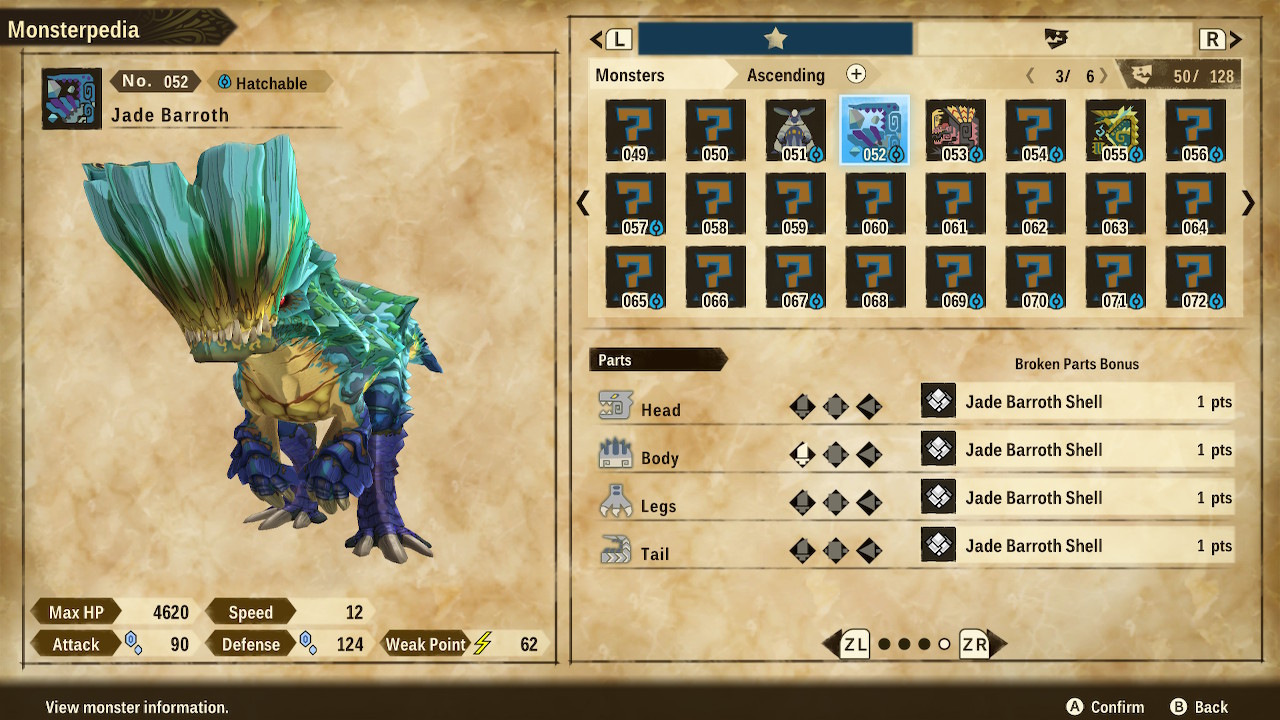 Monsterpedia
No. 052
Hatchable
Jade Barroth
L
R
Monsters
Ascending
+
3/ 6
50/ 128
049 050 051 052 053 054 055 056
057 058 059 060 061 062 063 064
065 066 067 068 069 070 071 072
Parts
Broken Parts Bonus
Head
Jade Barroth Shell 1 pts
Body
Jade Barroth Shell 1 pts
Legs
Jade Barroth Shell 1 pts
Tail
Jade Barroth Shell 1 pts
Max HP 4620 Speed 12
Attack 90 Defense 124 Weak Point 62
ZL ZR
View monster information.
A Confirm B Back